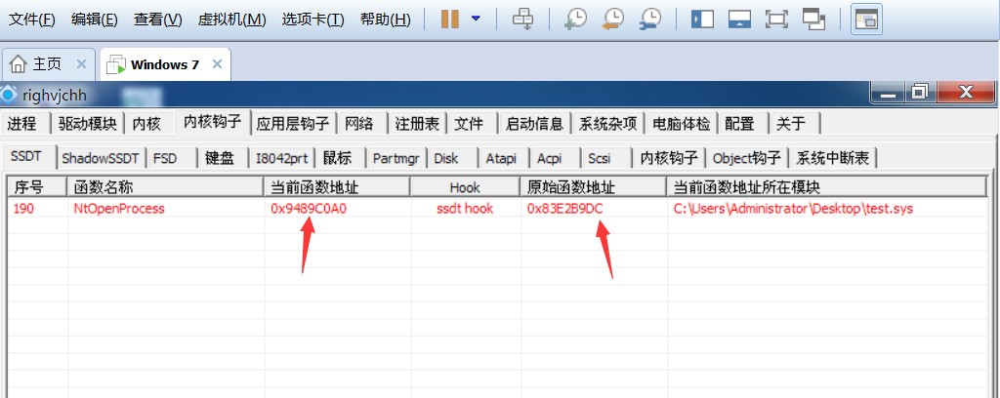 文件(F) 编辑(E) 查看(V) 虚拟机(M) 选项卡(T) 帮助(H)
主页 × Windows 7 ×
righvjchh
进程 驱动模块 内核 内核钩子 应用层钩子 网络 注册表 文件 启动信息 系统杂项 电脑体检 配置 关于
SSDT ShadowSSDT FSD 键盘 I8042prt 鼠标 Partmgr Disk Atapi Acpi Scsi 内核钩子 Object钩子 系统中断表
序号 函数名称 当前函数地址 Hook 原始函数地址 当前函数地址所在模块
190 NtOpenProcess 0x9489C0A0 ssdt hook 0x83E2B9DC C:\Users\Administrator\Desktop\test.sys